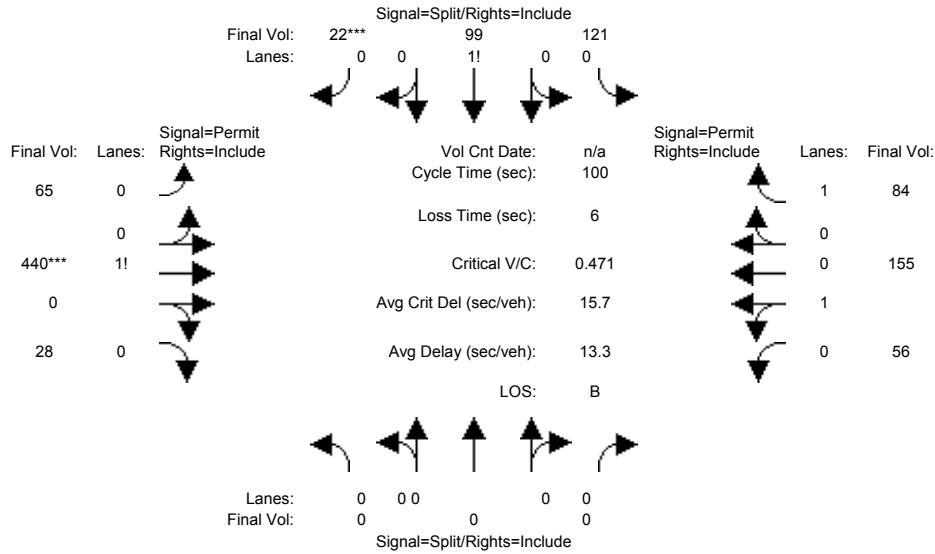 Signal=Split/Rights=Include
Final Vol: 22*** 99 121
Lanes: 0 0 1! 0 0
Signal=Permit
Final Vol: Lanes: Rights=Include
Vol Cnt Date: n/a
Signal=Permit
Rights=Include Lanes: Final Vol:
Cycle Time (sec): 100
65 0
1 84
Loss Time (sec): 6
0
0
440*** 1!
Critical V/C: 0.471
0 155
0
Avg Crit Del (sec/veh): 15.7
1
28 0
Avg Delay (sec/veh): 13.3
0 56
LOS: B
Lanes: 0 0 0 0 0
Final Vol: 0 0 0
Signal=Split/Rights=Include